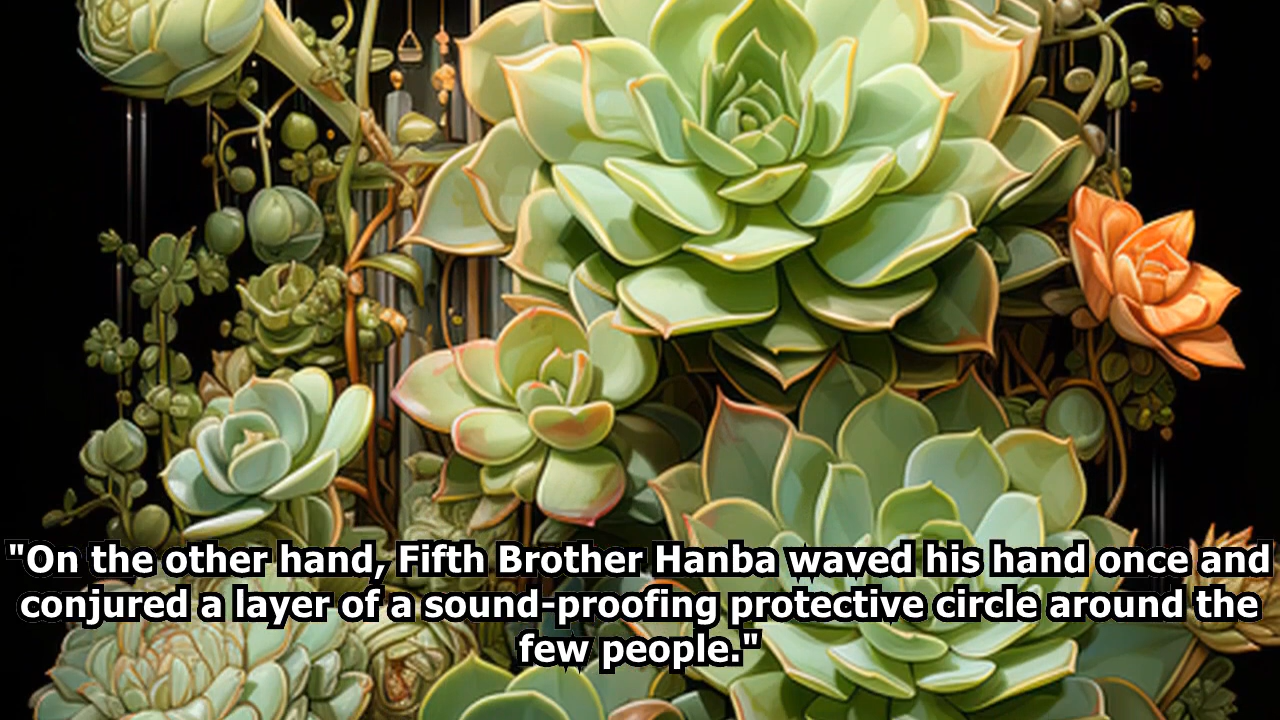 "On the other hand, Fifth Brother Hanba waved his hand once and
conjured a layer of a sound-proofing protective circle around the
few people."